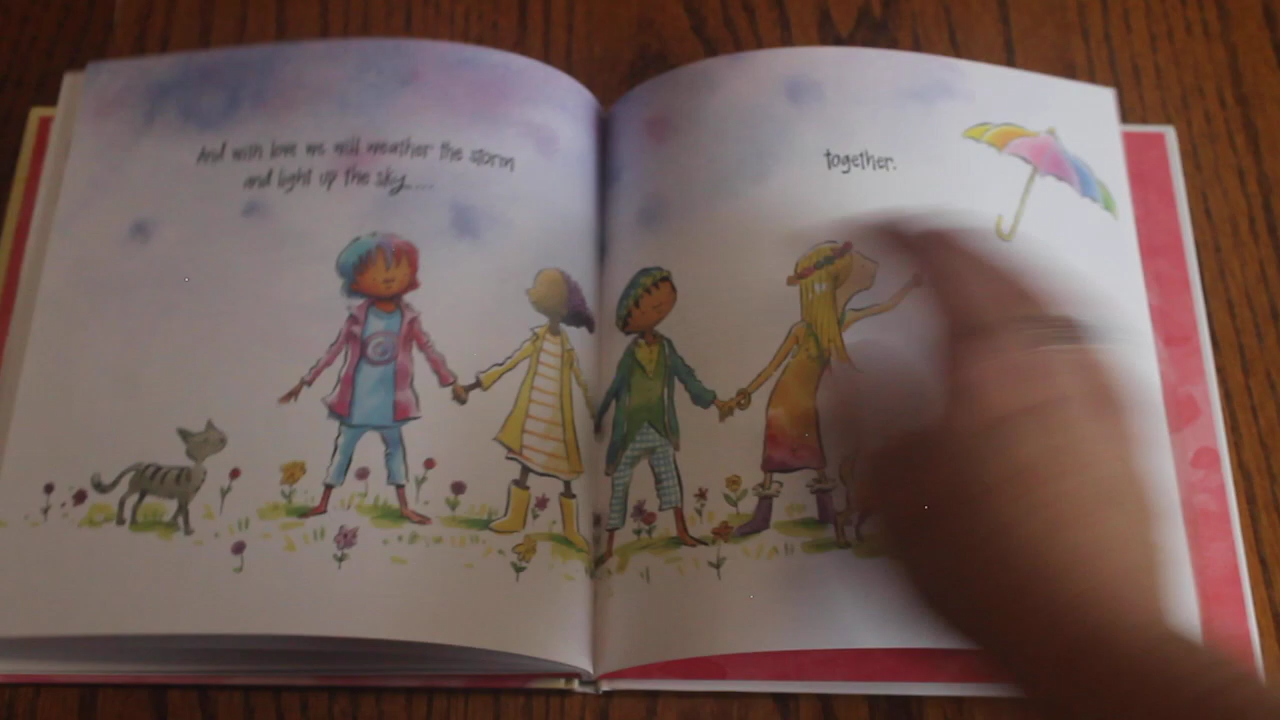 And with love we will weather the storm
and light up the sky....
together.